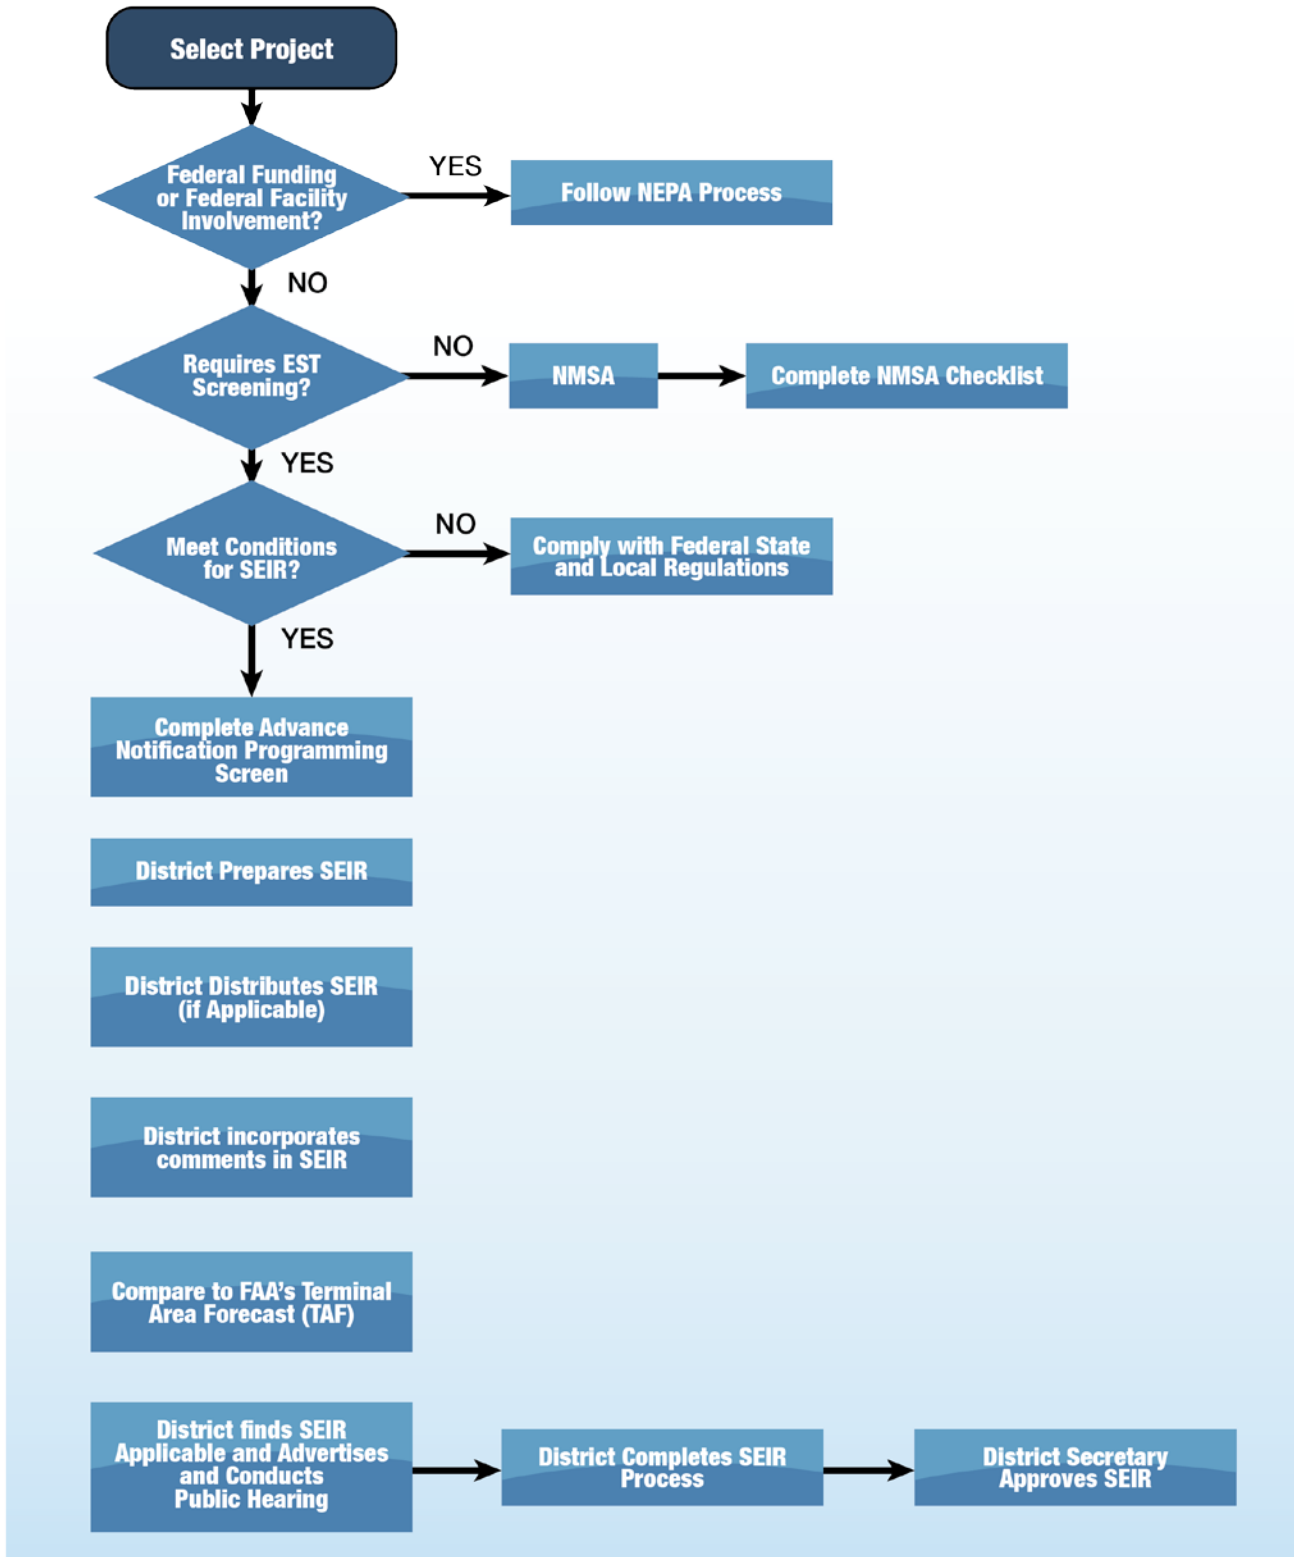 Select Project
Federal Funding
or Federal Facility
Involvement?
YES
Follow NEPA Process
NO
Requires EST
Screening?
NO
NMSA
Complete NMSA Checklist
YES
Meet Conditions
for SEIR?
NO
Comply with Federal State
and Local Regulations
YES
Complete Advance
Notification Programming
Screen
District Prepares SEIR
District Distributes SEIR
(if Applicable)
District incorporates
comments in SEIR
Compare to FAA's Terminal
Area Forecast (TAF)
District finds SEIR
Applicable and Advertises
and Conducts
Public Hearing
District Completes SEIR
Process
District Secretary
Approves SEIR